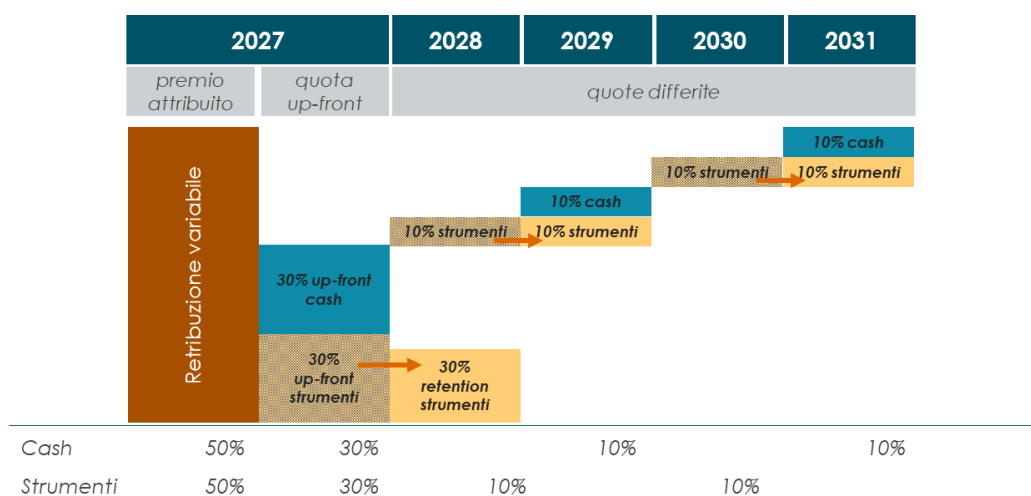 2027 2028 2029 2030 2031
premio attribuito
quota up-front
quote differite
Retribuzione variabile
10% cash
10% strumenti
10% strumenti
10% cash
10% strumenti
10% strumenti
30% up-front
cash
30%
up-front
strumenti
30%
retention
strumenti
Cash 50% 30% 10% 10%
Strumenti 50% 30% 10% 10%